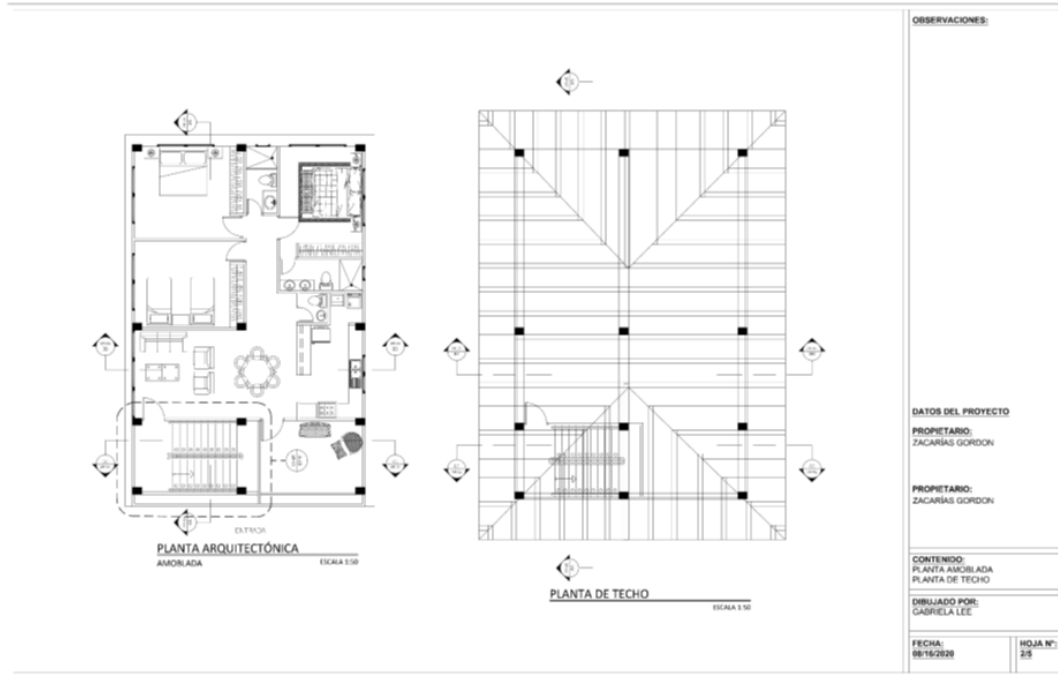 OBSERVACIONES:
ENTRADA
PLANTA ARQUITECTÓNICA
AMOBLADA
ESCALA 1:50
PLANTA DE TECHO
ESCALA 1:50
DATOS DEL PROYECTO
PROPIETARIO:
ZACARÍAS GORDON
PROPIETARIO:
ZACARÍAS GORDON
CONTENIDO:
PLANTA AMOBLADA
PLANTA DE TECHO
DIBUJADO POR:
GABRIELA LEE
FECHA:
08/16/2020
HOJA N°:
2/5